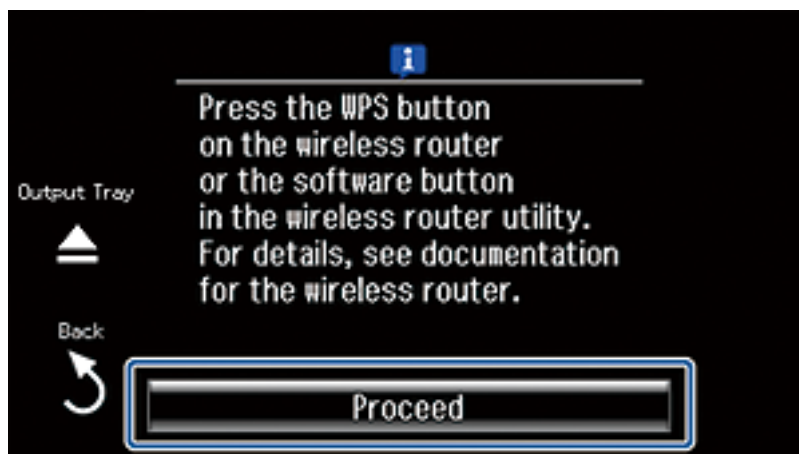 Press the WPS button
on the wireless router
or the software button
in the wireless router utility.
For details, see documentation
for the wireless router.
Output Tray
Back
Proceed